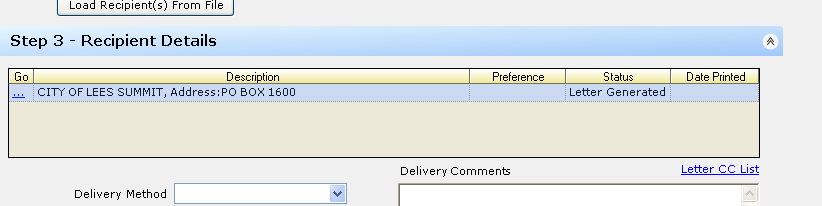 Load Recipient(s) From File
Step 3 - Recipient Details
Go Description Preference Status Date Printed
... CITY OF LEES SUMMIT, Address:PO BOX 1600 Letter Generated
Delivery Comments Letter CC List
Delivery Method